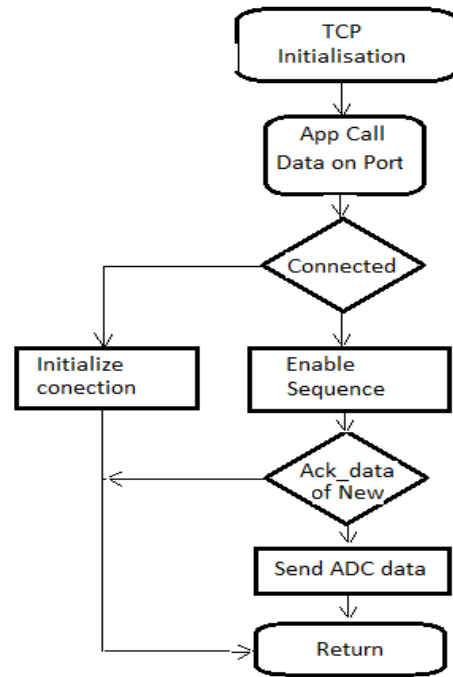 TCP
Initialisation
App Call
Data on Port
Connected
Initialize
conection
Enable
Sequence
Ack_data
of New
Send ADC data
Return